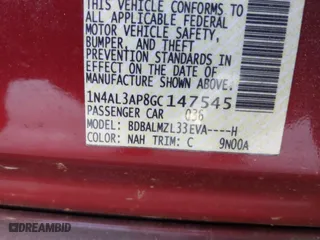 THIS VEHICLE CONFORMS TO
ALL APPLICABLE FEDERAL
MOTOR VEHICLE SAFETY,
BUMPER, AND THEFT
PREVENTION STANDARDS IN
EFFECT ON THE DATE OF
MANUFACTURE SHOWN ABOVE.
1N4AL3AP8GC147545
PASSENGER CAR 036
MODEL: BDBALMZL33EVA----H
COLOR: NAH TRIM: C 9N00A